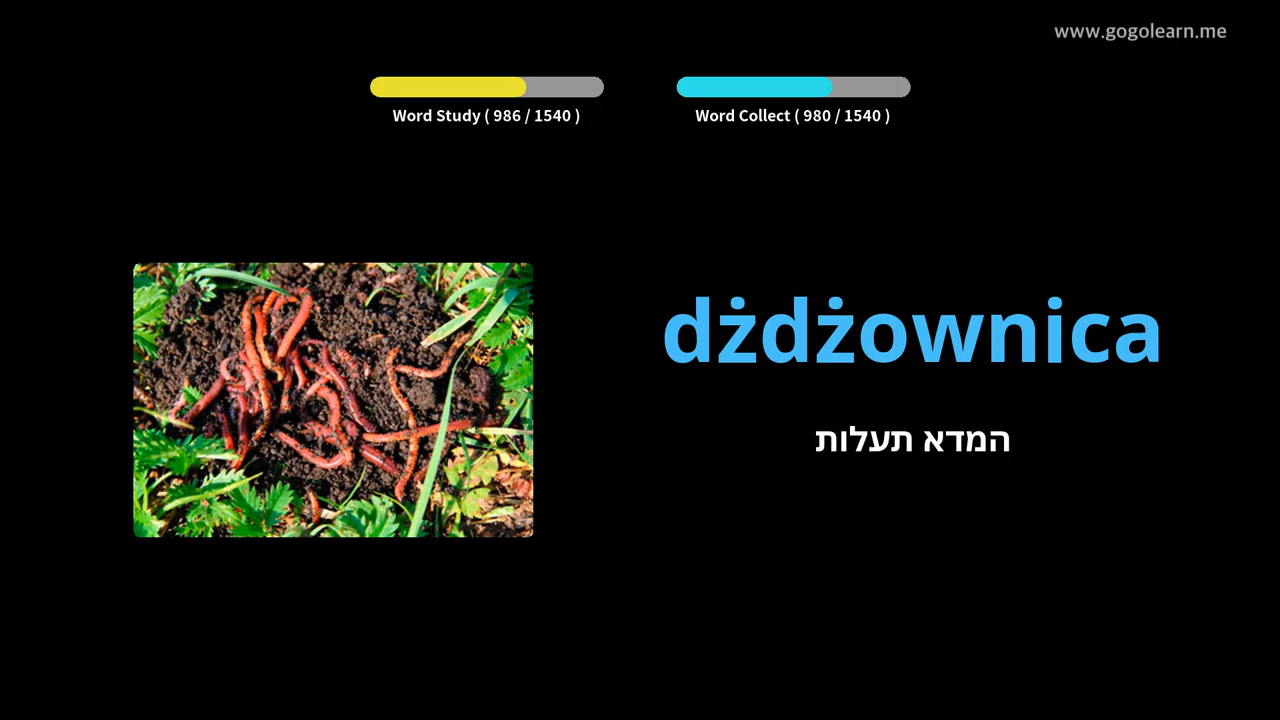 www.gogolearn.me
Word Study ( 986 / 1540 )
Word Collect ( 980 / 1540 )
dżdżownica
המדא תעלות